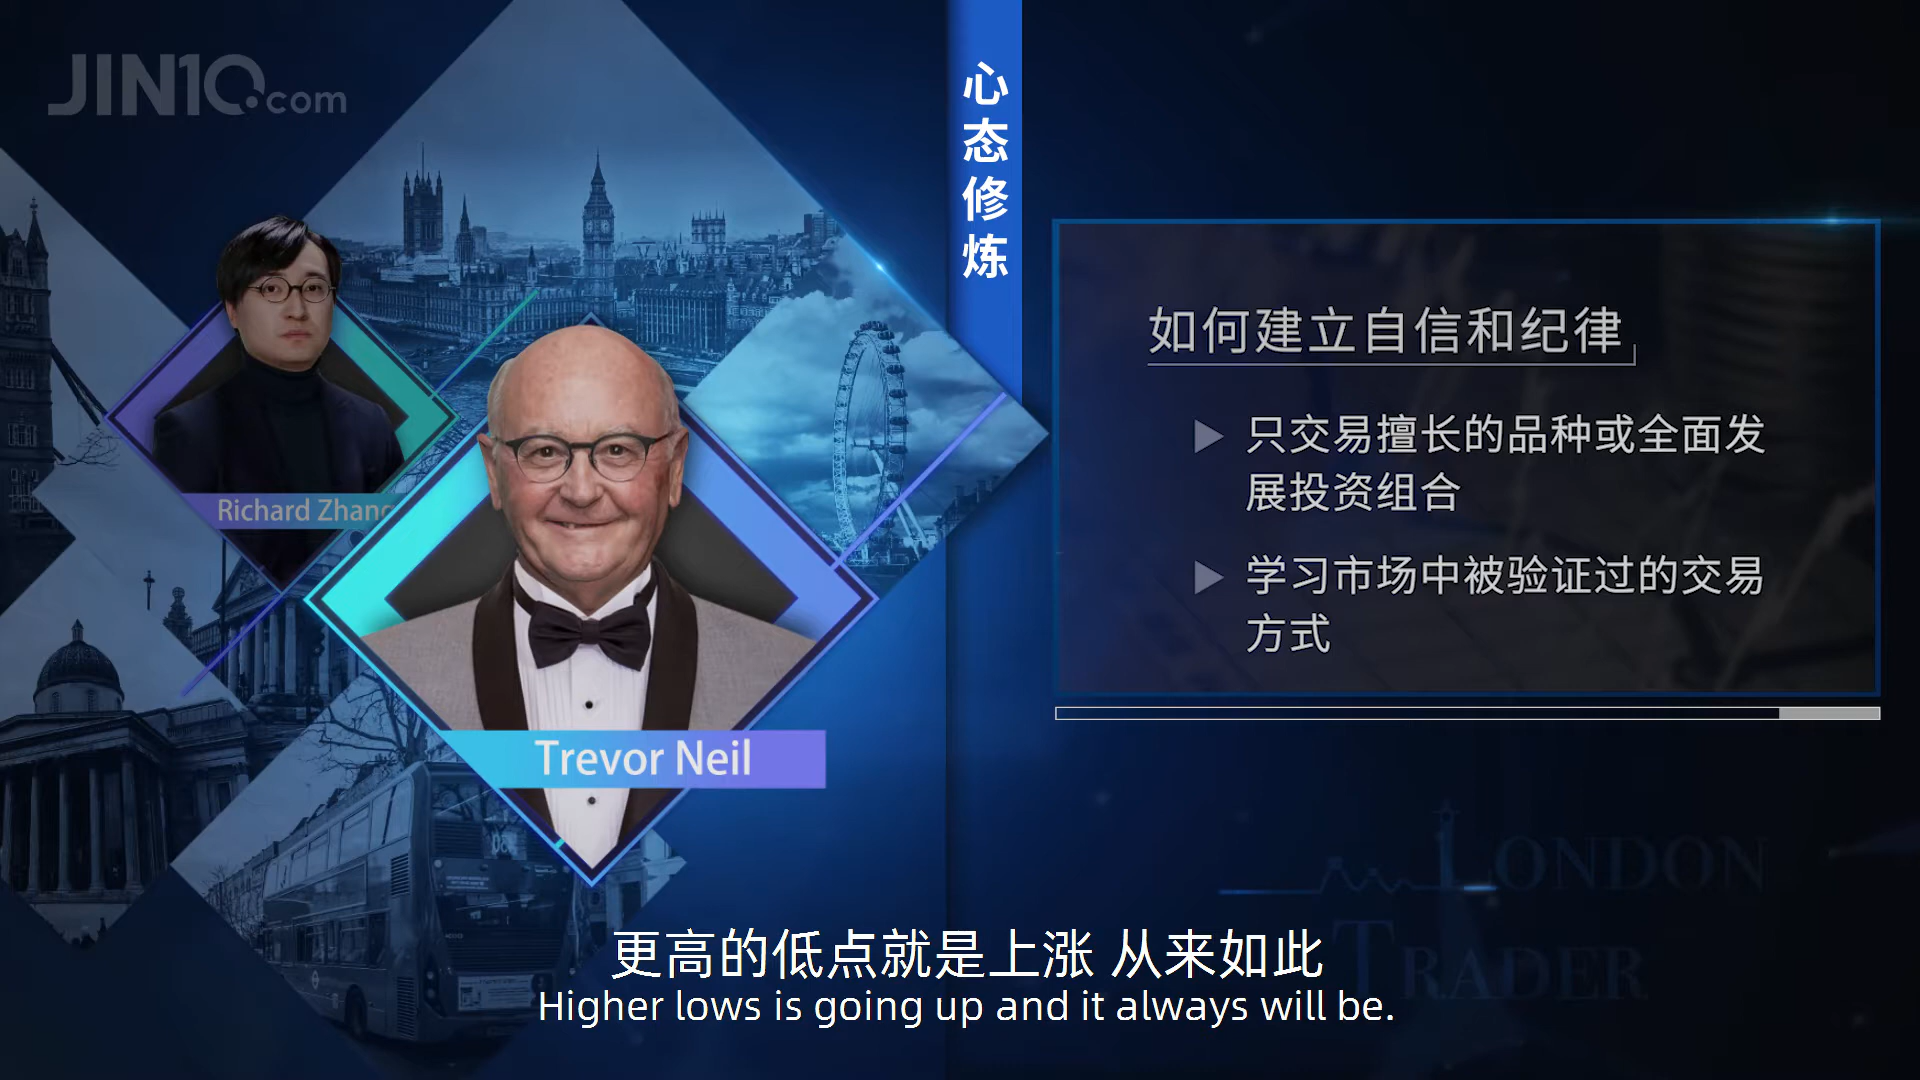 JIN10.com
心态修炼
如何建立自信和纪律
只交易擅长的品种或全面发
展投资组合
学习市场中被验证过的交易
方式
Richard Zhang
Trevor Neil
LONDON
TRADER
更高的低点就是上涨 从来如此
Higher lows is going up and it always will be.